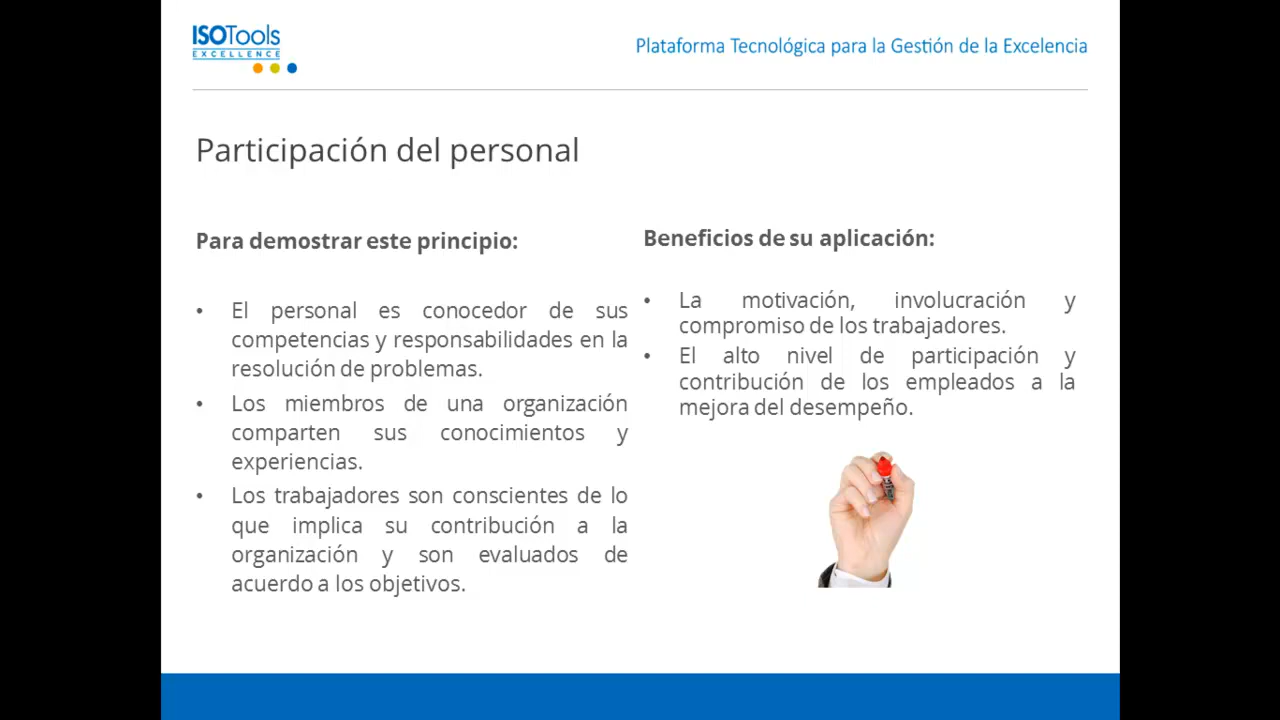 ISOTools
EXCELLENCE
Plataforma Tecnológica para la Gestión de la Excelencia
Participación del personal
Para demostrar este principio:
• El personal es conocedor de sus
competencias y responsabilidades en la
resolución de problemas.
• Los miembros de una organización
comparten sus conocimientos y
experiencias.
• Los trabajadores son conscientes de lo
que implica su contribución a la
organización y son evaluados de
acuerdo a los objetivos.
Beneficios de su aplicación:
• La motivación, involucración y
compromiso de los trabajadores.
• El alto nivel de participación y
contribución de los empleados a la
mejora del desempeño.